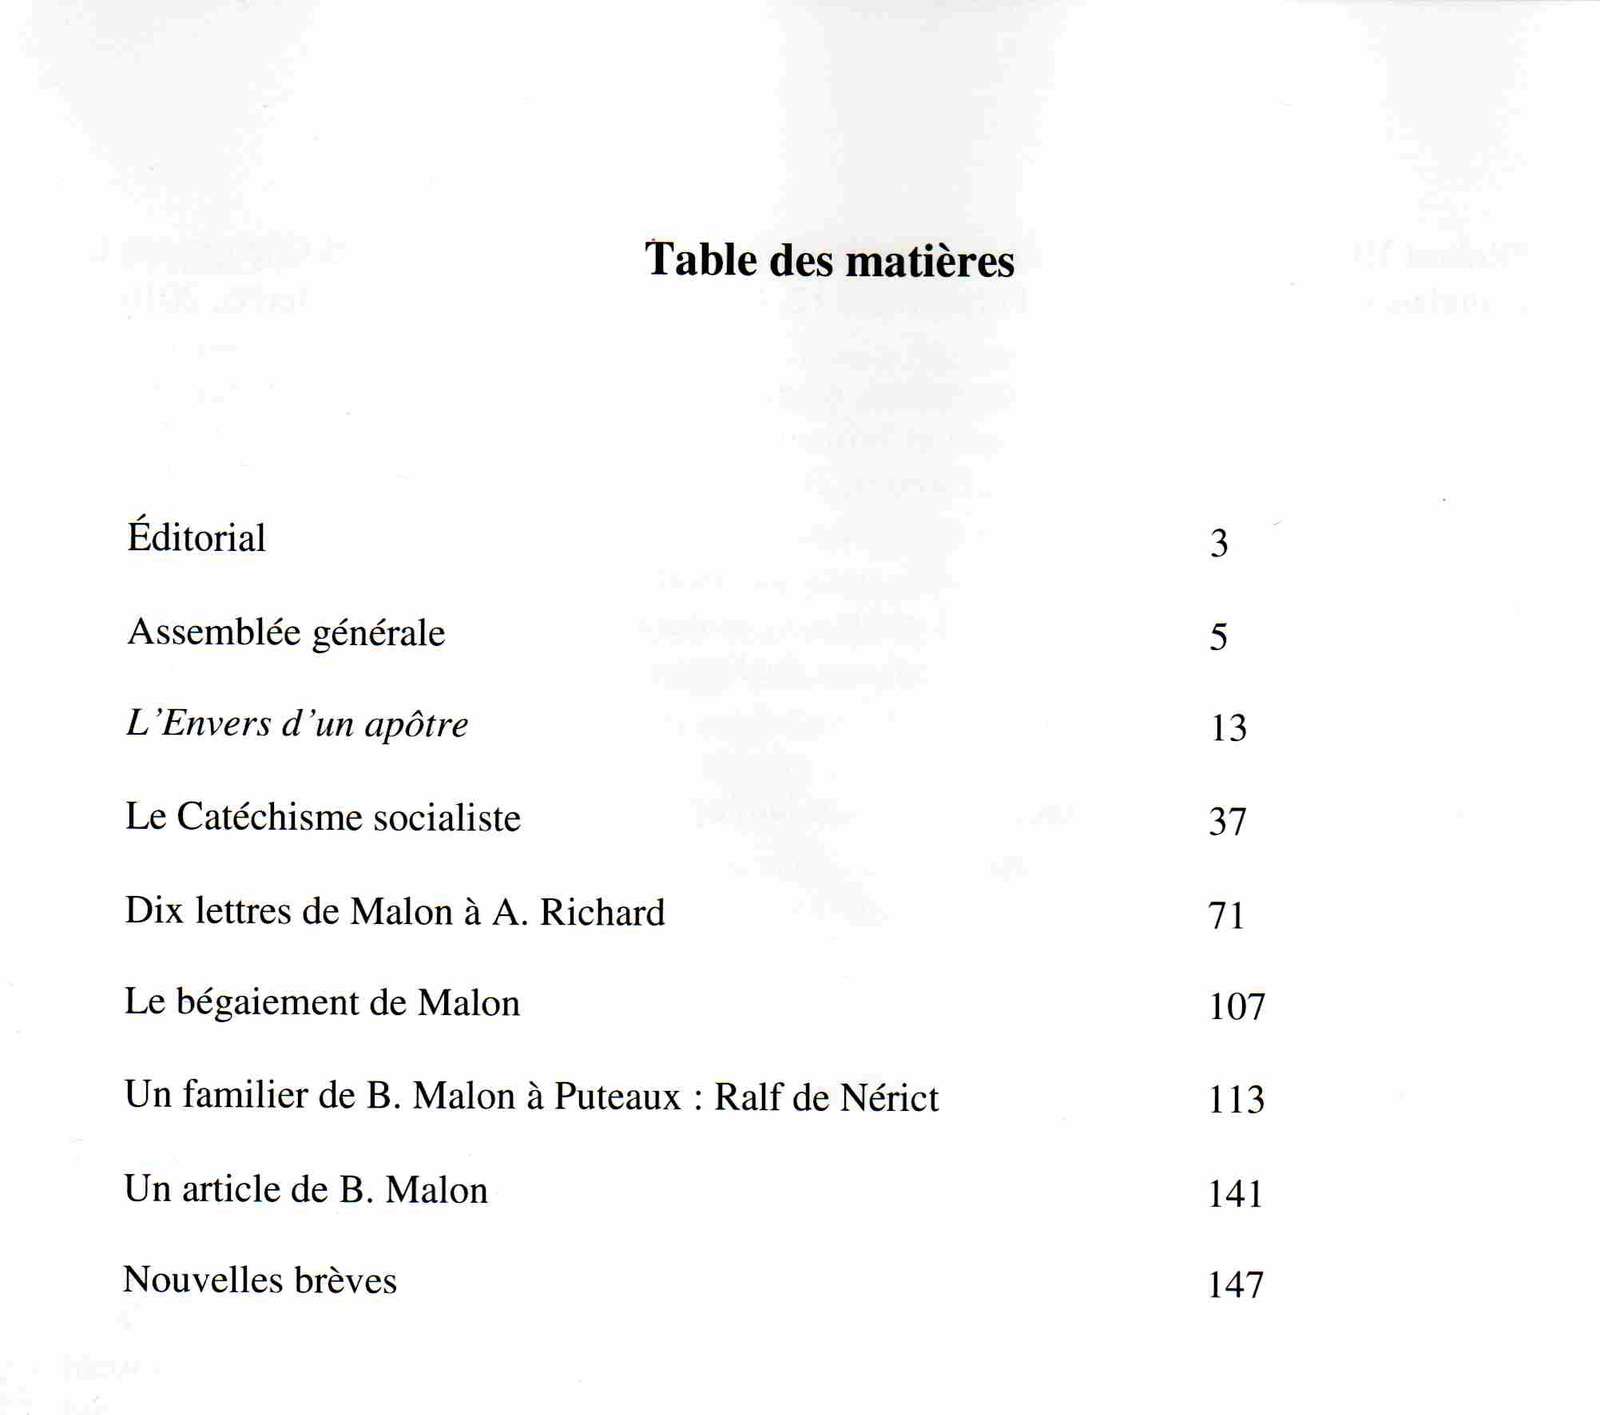 Table des matières
Éditorial 3
Assemblée générale 5
L'Envers d'un apôtre 13
Le Catéchisme socialiste 37
Dix lettres de Malon à A. Richard 71
Le bégaiement de Malon 107
Un familier de B. Malon à Puteaux : Ralf de Nérict 113
Un article de B. Malon 141
Nouvelles brèves 147